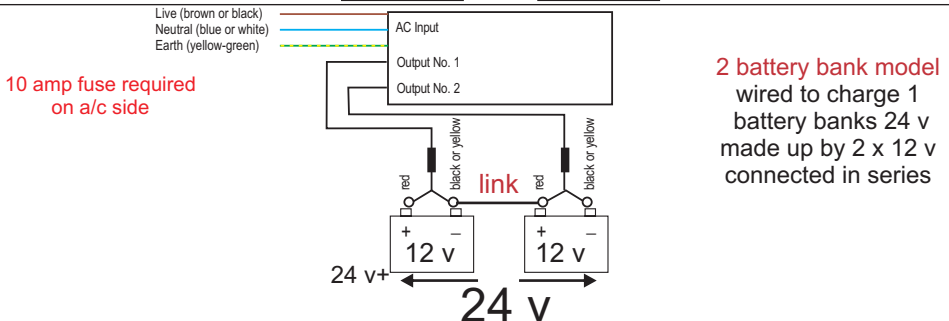 Live (brown or black)
Neutral (blue or white)
Earth (yellow-green)
AC Input
Output No. 1
Output No. 2
10 amp fuse required
on a/c side
2 battery bank model
wired to charge 1
battery banks 24 v
made up by 2 x 12 v
connected in series
red
black or yellow
link
red
black or yellow
+ –
12 v
+ –
12 v
24 v+
24 v